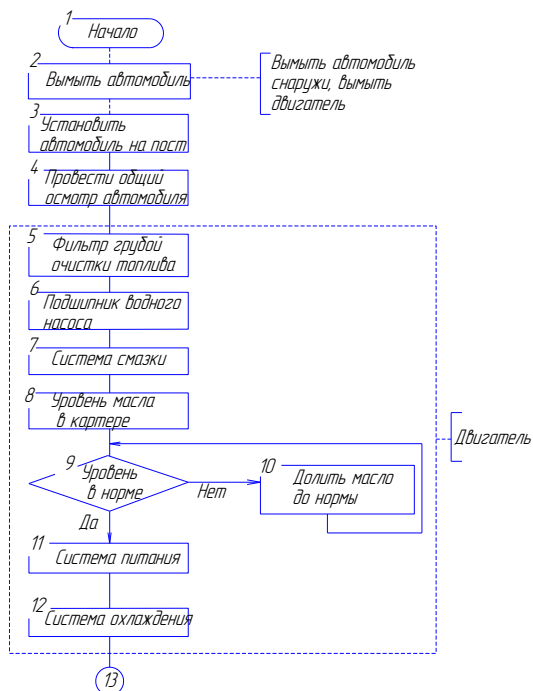 1
Начало
2
Вымыть автомобиль
Вымыть автомобиль
снаружи, вымыть
двигатель
3
Установить
автомобиль на пост
4
Провести общий
осмотр автомобиля
5
Фильтр грубой
очистки топлива
6
Подшипник водного
насоса
7
Система смазки
8
Уровень масла
в картере
Двигатель
9
Уровень
в норме
Нет
10
Долить масло
до нормы
Да
11
Система питания
12
Система охлаждения
13